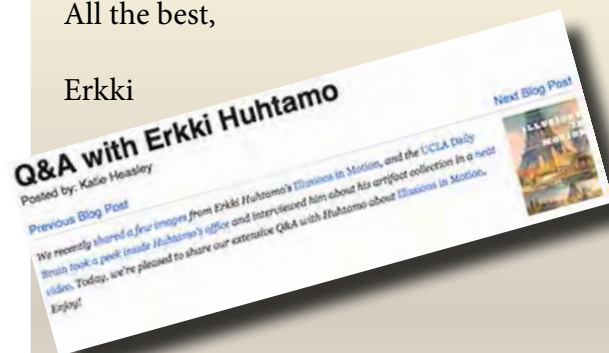 All the best,
Erkki
Q&A with Erkki Huhtamo
Posted by: Katie Heasley
Previous Blog Post
Next Blog Post
We recently shared a few images from Erkki Huhtamo's Illusions in Motion, and the UCLA Daily
Bruin took a peek inside Huhtamo's office and interviewed him about his artifact collection in a neat
video. Today, we're pleased to share our extensive Q&A with Huhtamo about Illusions in Motion.
Enjoy!
ILLUSIONS
IN
MOTION